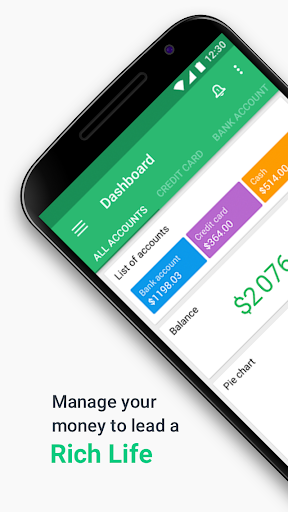 12:30
Dashboard
ALL ACCOUNTS
CREDIT CARD
BANK ACCOUNT
List of accounts
Bank account
$1198.03
Credit card
$364.00
Cash
$514.00
Balance
$2076
Pie chart
Manage your
money to lead a
Rich Life